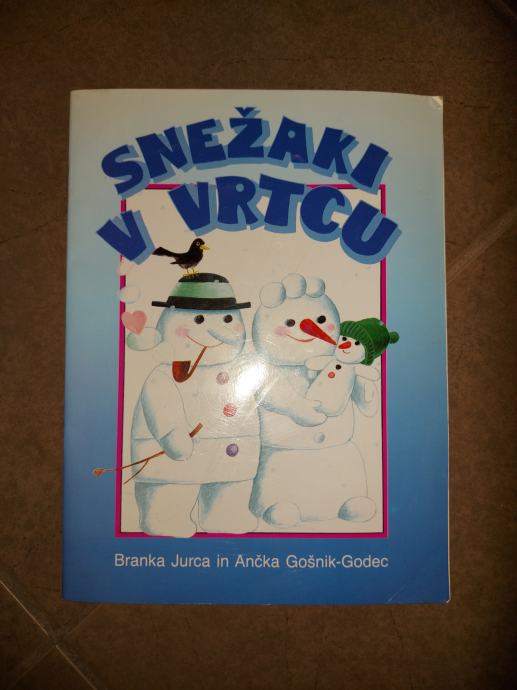 SNEŽAKI
V VRTCU
Branka Jurca in Ančka Gošnik-Godec